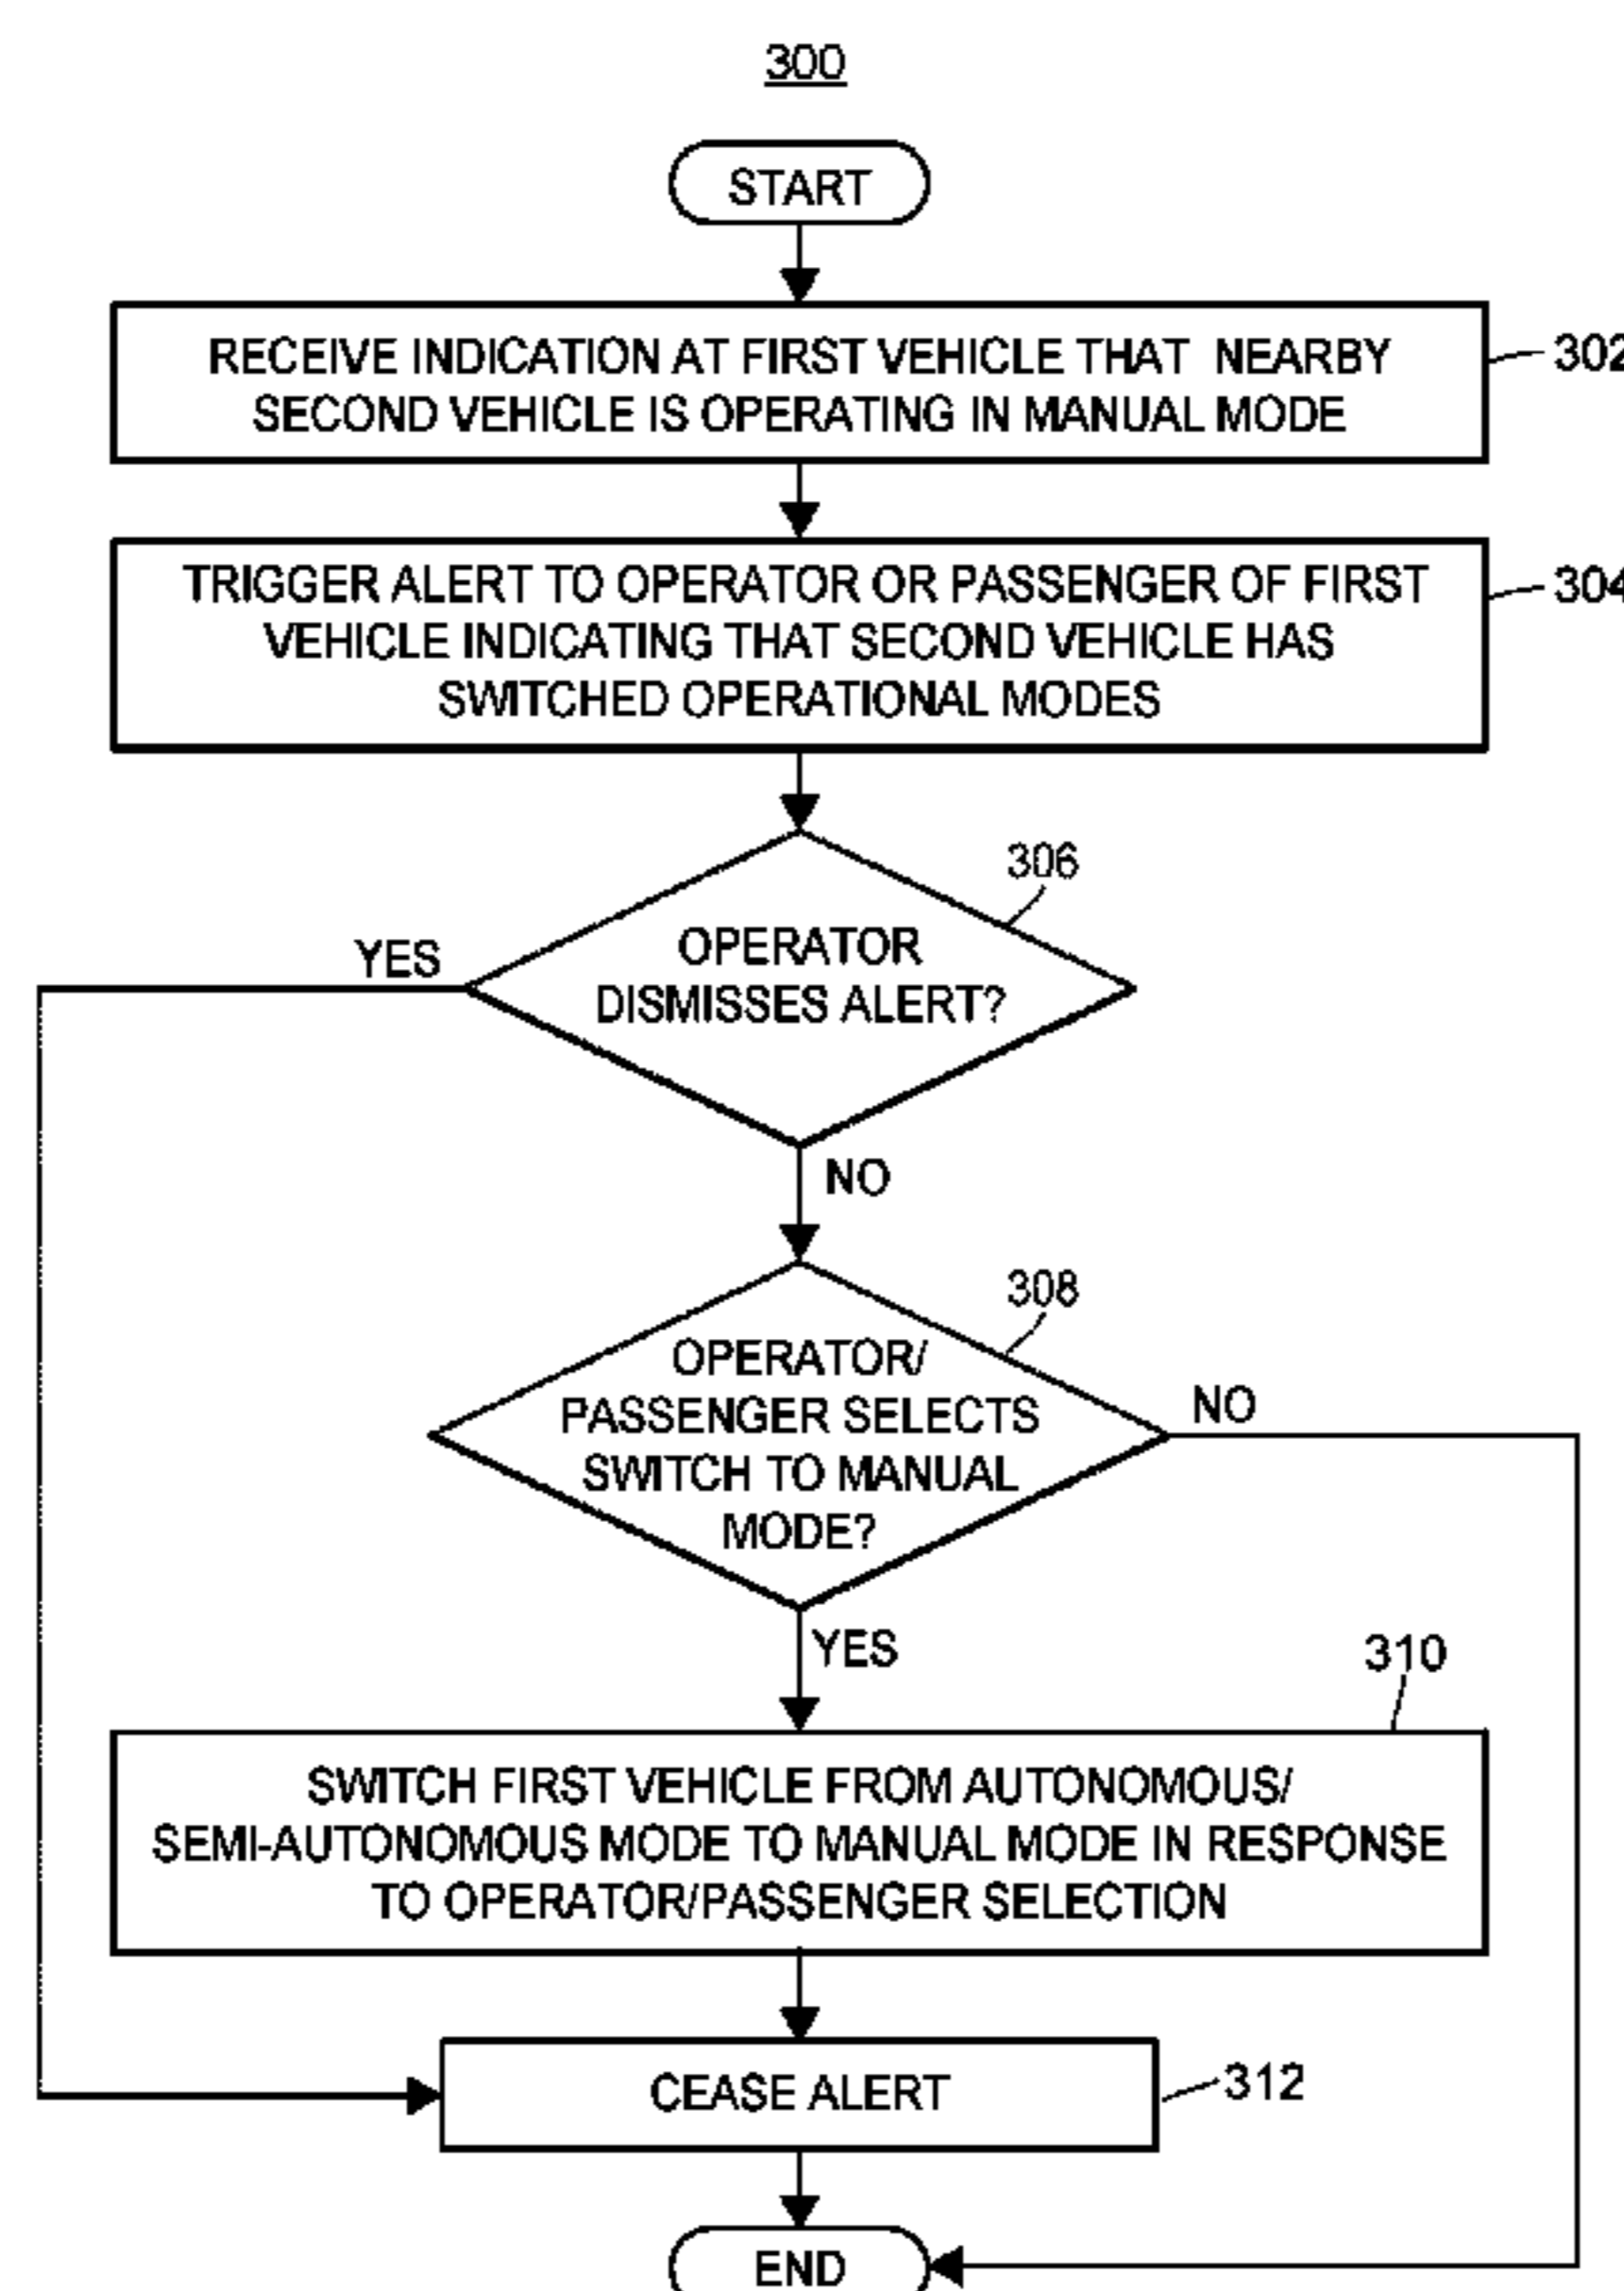 300
START
RECEIVE INDICATION AT FIRST VEHICLE THAT NEARBY
SECOND VEHICLE IS OPERATING IN MANUAL MODE
302
TRIGGER ALERT TO OPERATOR OR PASSENGER OF FIRST
VEHICLE INDICATING THAT SECOND VEHICLE HAS
SWITCHED OPERATIONAL MODES
304
306
YES
OPERATOR
DISMISSES ALERT?
NO
308
OPERATOR/
PASSENGER SELECTS
SWITCH TO MANUAL
MODE?
NO
YES
310
SWITCH FIRST VEHICLE FROM AUTONOMOUS/
SEMI-AUTONOMOUS MODE TO MANUAL MODE IN RESPONSE
TO OPERATOR/PASSENGER SELECTION
CEASE ALERT
312
END